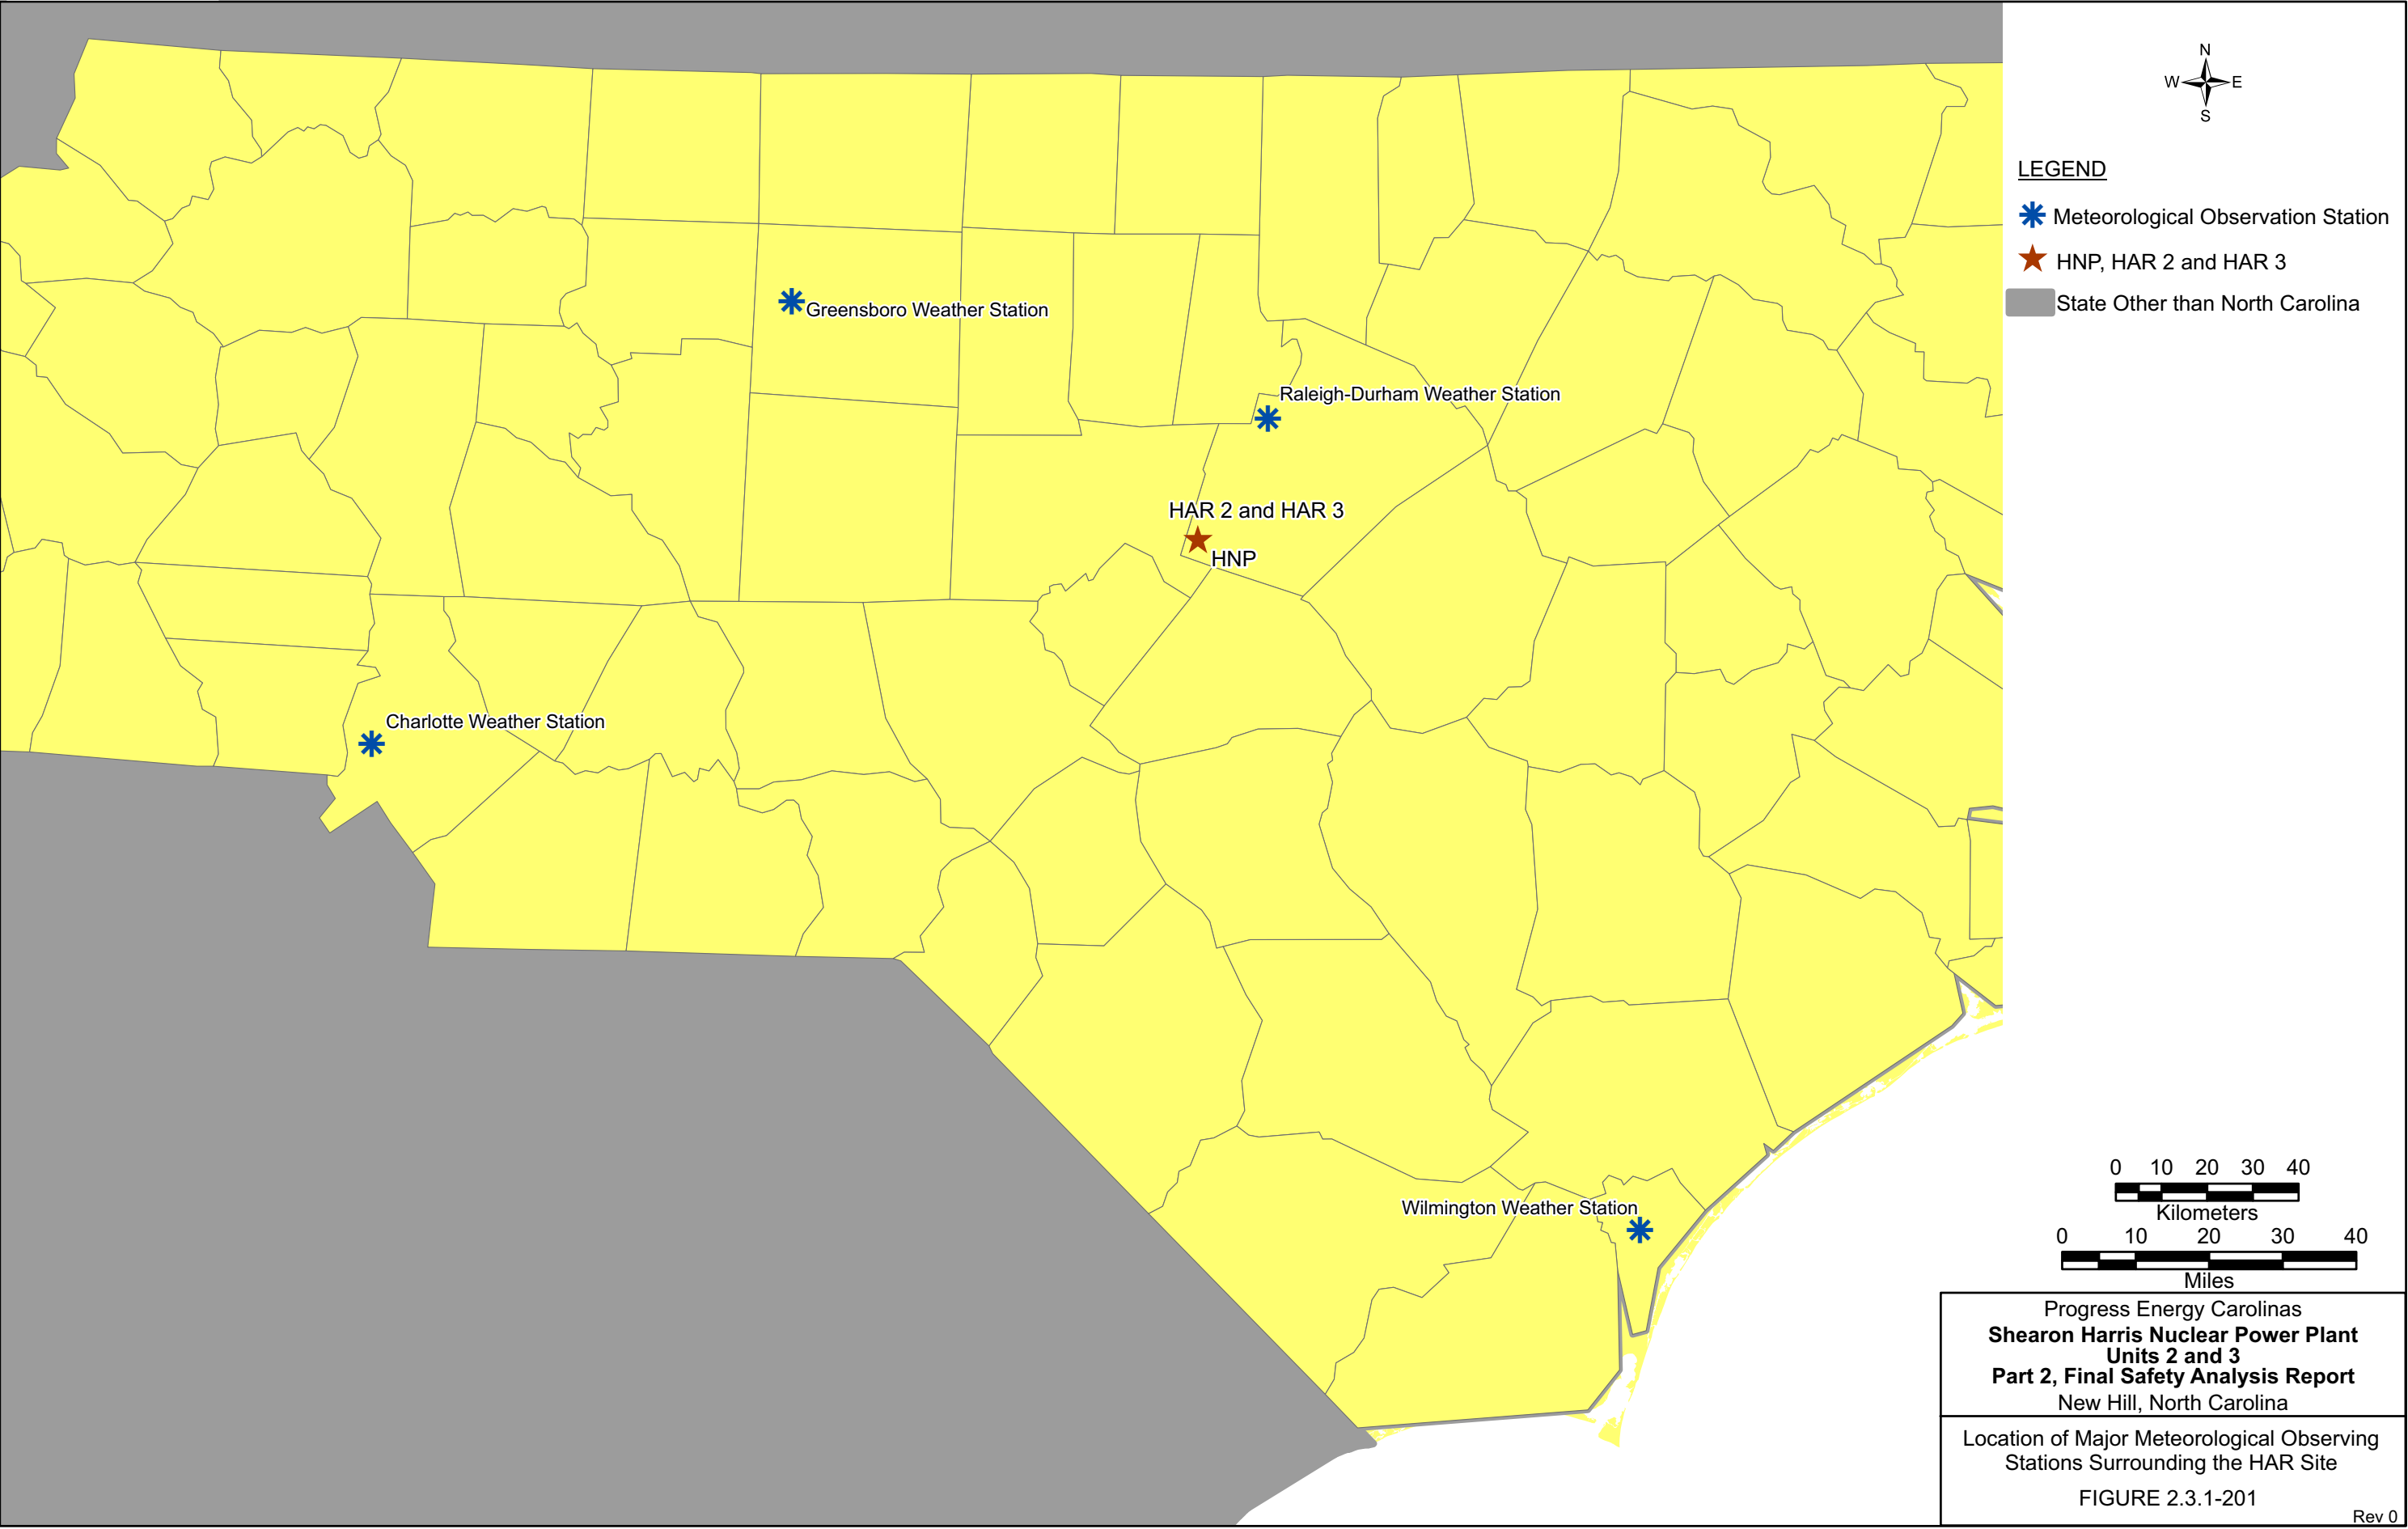 N
W E
S
LEGEND
Meteorological Observation Station
HNP, HAR 2 and HAR 3
State Other than North Carolina
Greensboro Weather Station
Raleigh-Durham Weather Station
HAR 2 and HAR 3
HNP
Charlotte Weather Station
Wilmington Weather Station
0 10 20 30 40
Kilometers
0 10 20 30 40
Miles
Progress Energy Carolinas
Shearon Harris Nuclear Power Plant
Units 2 and 3
Part 2, Final Safety Analysis Report
New Hill, North Carolina
Location of Major Meteorological Observing
Stations Surrounding the HAR Site
FIGURE 2.3.1-201
Rev 0